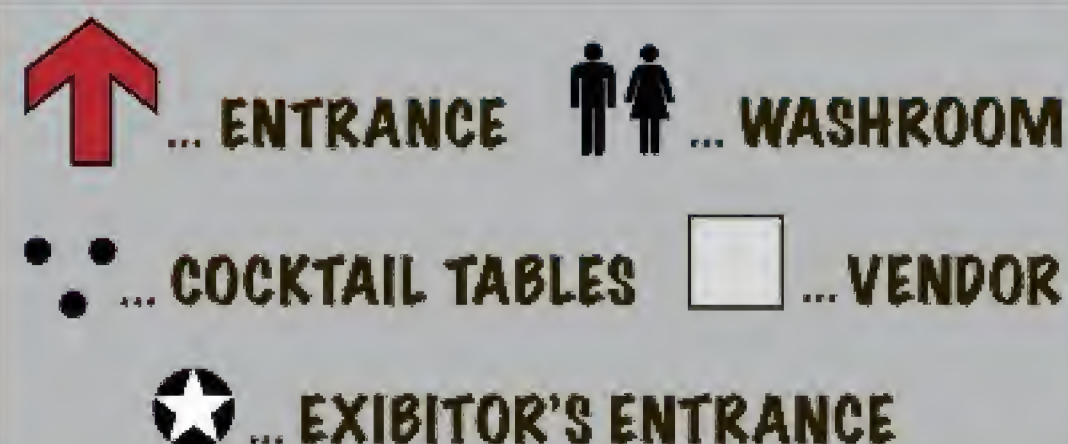 ... ENTRANCE ... WASHROOM
... COCKTAIL TABLES ... VENDOR
... EXIBITOR'S ENTRANCE